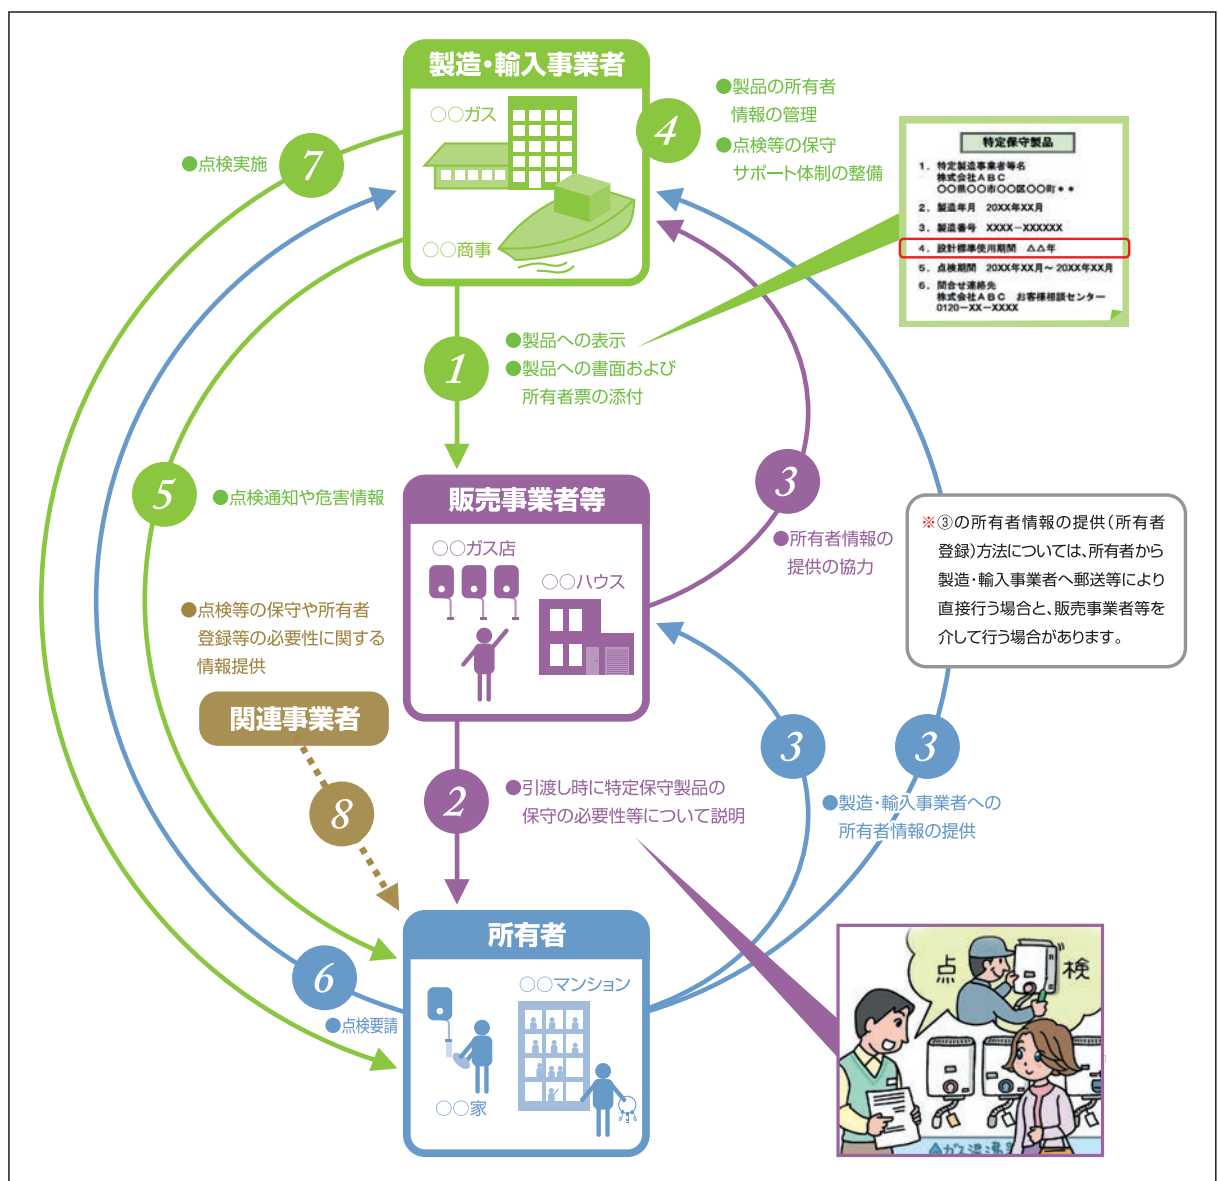 製造・輸入事業者
○○ガス
○○商事
4
●製品の所有者
情報の管理
●点検等の保守
サポート体制の整備
特定保守製品
1. 特定製造事業者等名
株式会社ABC
○○県○○市○○区○○町＊＊
2. 製造年月 20XX年XX月
3. 製造番号 XXXX－XXXXXX
4. 設計標準使用期間 △△年
5. 点検期間 20XX年XX月～20XX年XX月
6. 問合せ連絡先
株式会社ABC お客様相談センター
0120－XX－XXXX
7
●点検実施
1
●製品への表示
●製品への書面および
所有者票の添付
5
●点検通知や危害情報
販売事業者等
○○ガス店
○○ハウス
3
●所有者情報の
提供の協力
※③の所有者情報の提供（所有者
登録）方法については、所有者から
製造・輸入事業者へ郵送等により
直接行う場合と、販売事業者等を
介して行う場合があります。
●点検等の保守や所有者
登録等の必要性に関する
情報提供
関連事業者
8
2
●引渡し時に特定保守製品の
保守の必要性等について説明
3
3
●製造・輸入事業者への
所有者情報の提供
所有者
○○マンション
○○家
6
●点検要請
点検
ガス湯沸